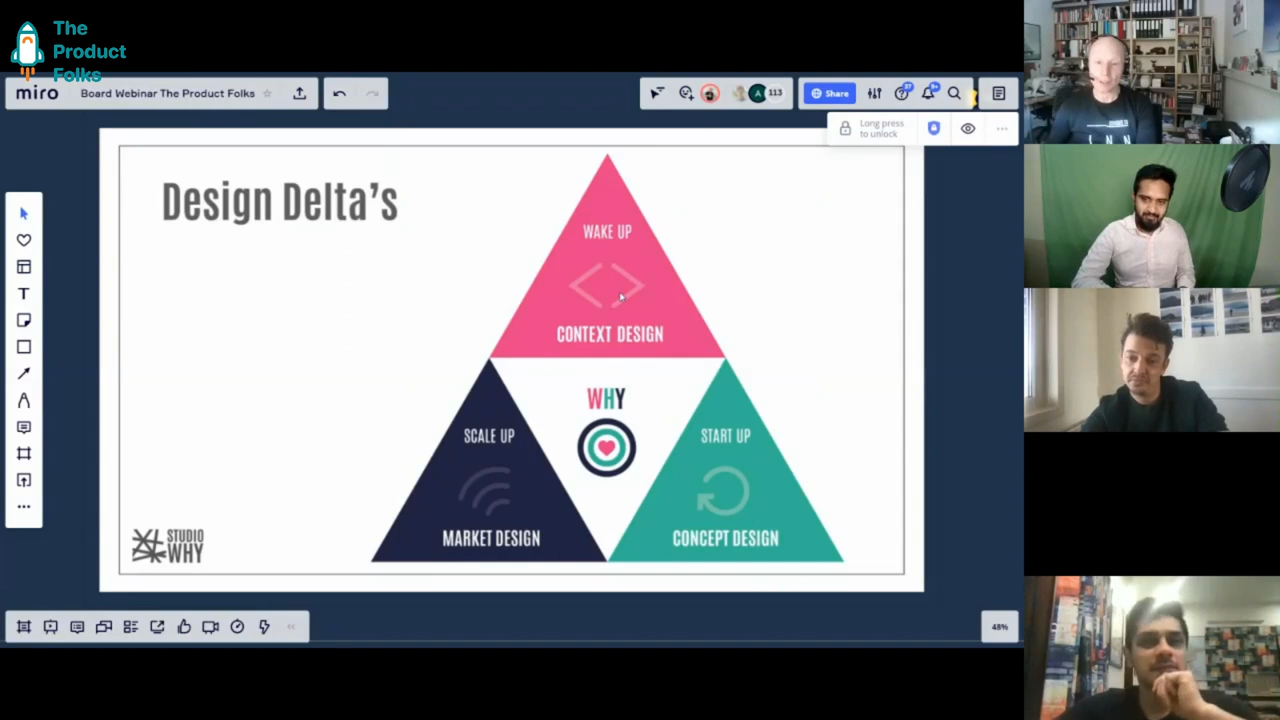 The
Product
Folks
miro
Board Webinar The Product Folks
A
113
Share
Long press
to unlock
Design Delta's
WAKE UP
CONTEXT DESIGN
WHY
SCALE UP
START UP
MARKET DESIGN
CONCEPT DESIGN
STUDIO
WHY
48%